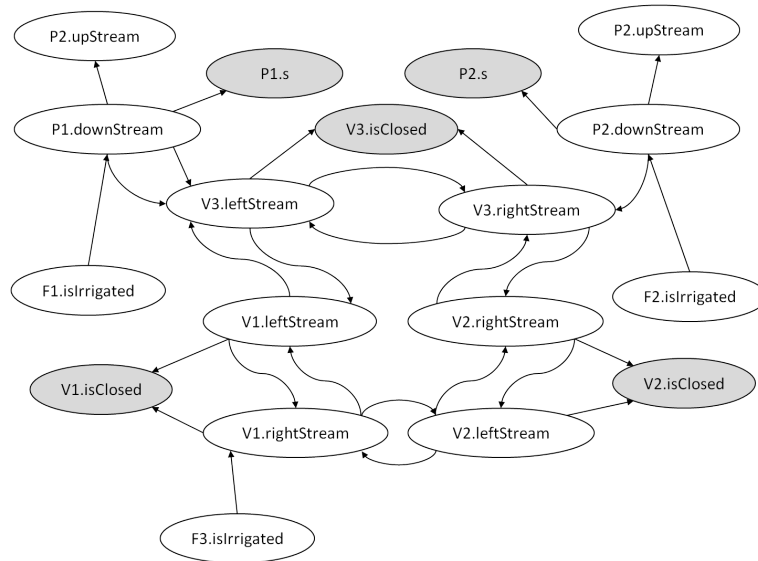 P2.upStream
P2.upStream
P1.s
P2.s
P1.downStream
V3.isClosed
P2.downStream
V3.leftStream
V3.rightStream
F1.isIrrigated
F2.isIrrigated
V1.leftStream
V2.rightStream
V1.isClosed
V2.isClosed
V1.rightStream
V2.leftStream
F3.isIrrigated